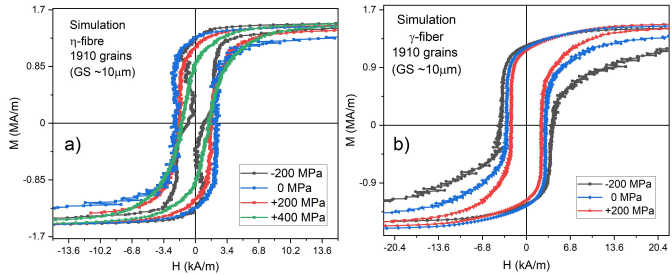 a)
Simulation
η-fibre
1910 grains
(GS ~10μm)
M (MA/m)
1.7
0.85
0
-0.85
-1.7
-13.6 -10.2 -6.8 -3.4 0 3.4 6.8 10.2 13.6
H (kA/m)
-200 MPa
0 MPa
+200 MPa
+400 MPa
b)
Simulation
γ-fiber
1910 grains
(GS ~10μm)
M (MA/m)
1.7
0.9
0
-0.9
-1.7
-20.4 -13.6 -6.8 0 6.8 13.6 20.4
H (kA/m)
-200 MPa
0 MPa
+200 MPa